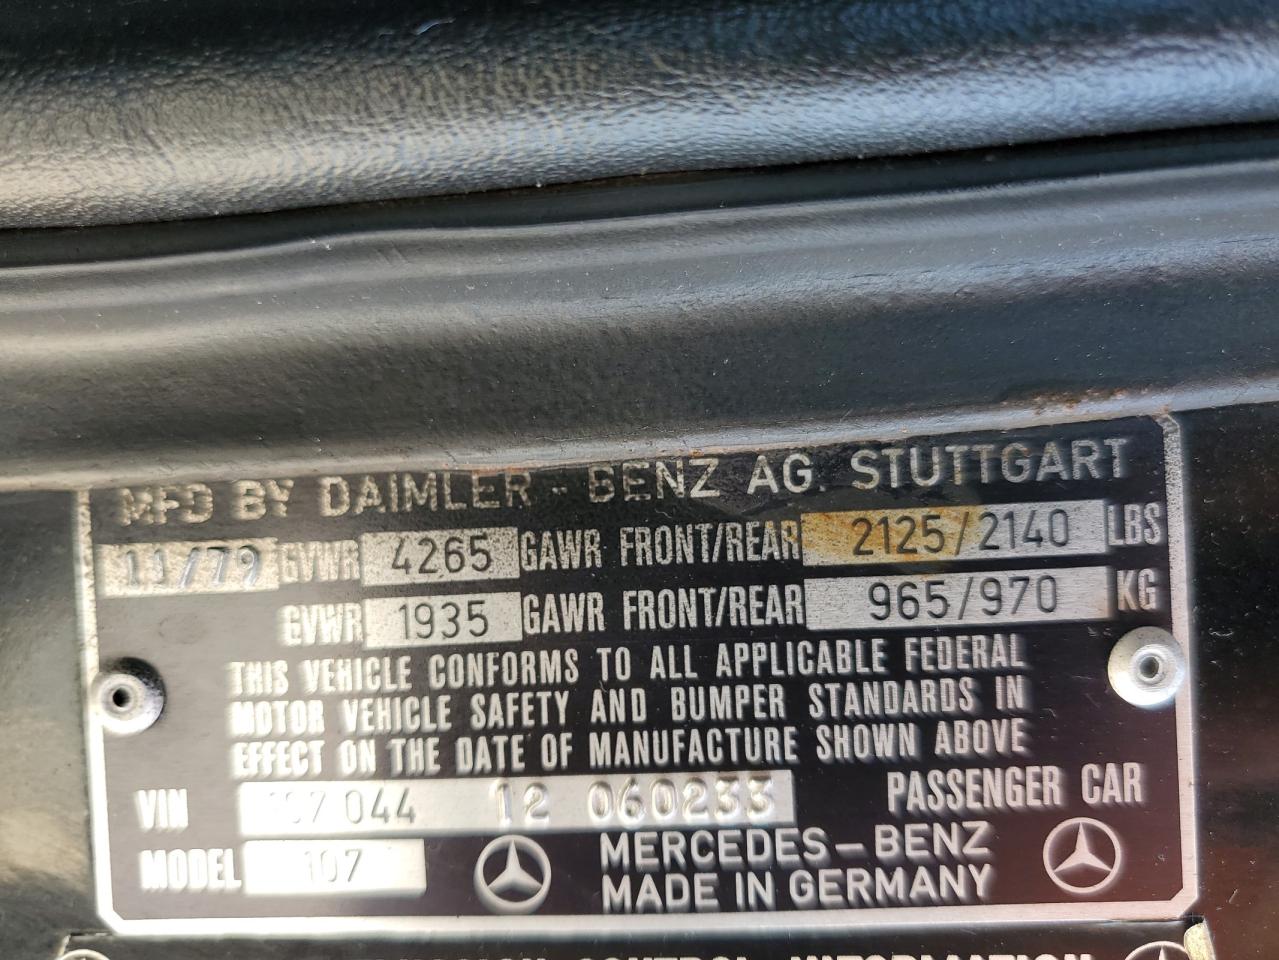 MFD BY DAIMLER - BENZ AG. STUTTGART
11/79 GVWR 4265 GAWR FRONT/REAR 2125/2140 LBS
GVWR 1935 GAWR FRONT/REAR 965/970 KG
THIS VEHICLE CONFORMS TO ALL APPLICABLE FEDERAL
MOTOR VEHICLE SAFETY AND BUMPER STANDARDS IN
EFFECT ON THE DATE OF MANUFACTURE SHOWN ABOVE
VIN 107 044 12 060233 PASSENGER CAR
MODEL 107 MERCEDES-BENZ
MADE IN GERMANY
CONTROL INFORMATION